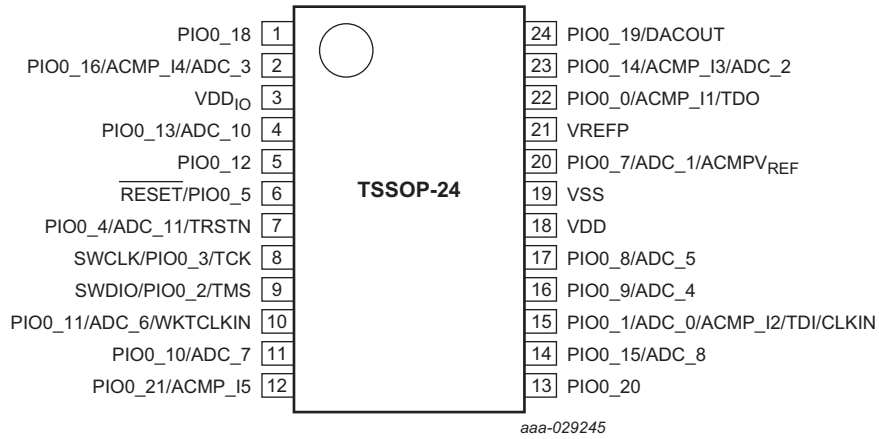 PIO0_18 1
PIO0_16/ACMP_I4/ADC_3 2
VDDIO 3
PIO0_13/ADC_10 4
PIO0_12 5
RESET/PIO0_5 6
PIO0_4/ADC_11/TRSTN 7
SWCLK/PIO0_3/TCK 8
SWDIO/PIO0_2/TMS 9
PIO0_11/ADC_6/WKTCLKIN 10
PIO0_10/ADC_7 11
PIO0_21/ACMP_I5 12
TSSOP-24
24 PIO0_19/DACOUT
23 PIO0_14/ACMP_I3/ADC_2
22 PIO0_0/ACMP_I1/TDO
21 VREFP
20 PIO0_7/ADC_1/ACMPVREF
19 VSS
18 VDD
17 PIO0_8/ADC_5
16 PIO0_9/ADC_4
15 PIO0_1/ADC_0/ACMP_I2/TDI/CLKIN
14 PIO0_15/ADC_8
13 PIO0_20
aaa-029245